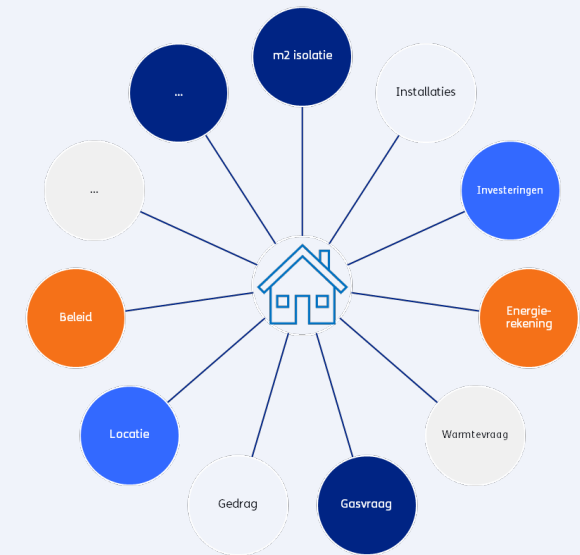 m2 isolatie
Installaties
Investeringen
Energie-
rekening
Warmtevraag
Gasvraag
Gedrag
Locatie
Beleid
...
...